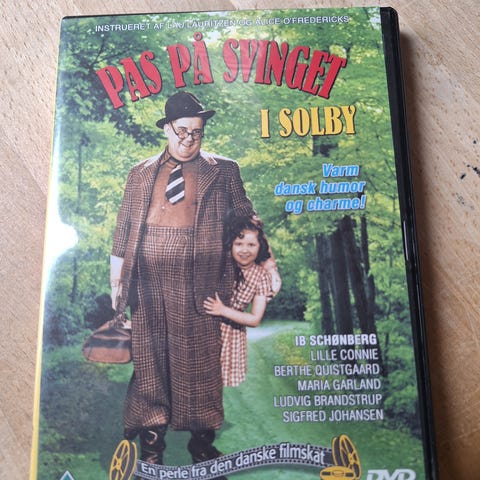 INSTRUERET AF LAU LAURITZEN OG ALICE O'FREDERICKS
PAS PÅ SVINGET
I SOLBY
Varm
dansk humor
og charme!
IB SCHØNBERG
LILLE CONNIE
BERTHE QUISTGAARD
MARIA GARLAND
LUDVIG BRANDSTRUP
SIGFRED JOHANSEN
En perle fra den danske filmskat
DVD